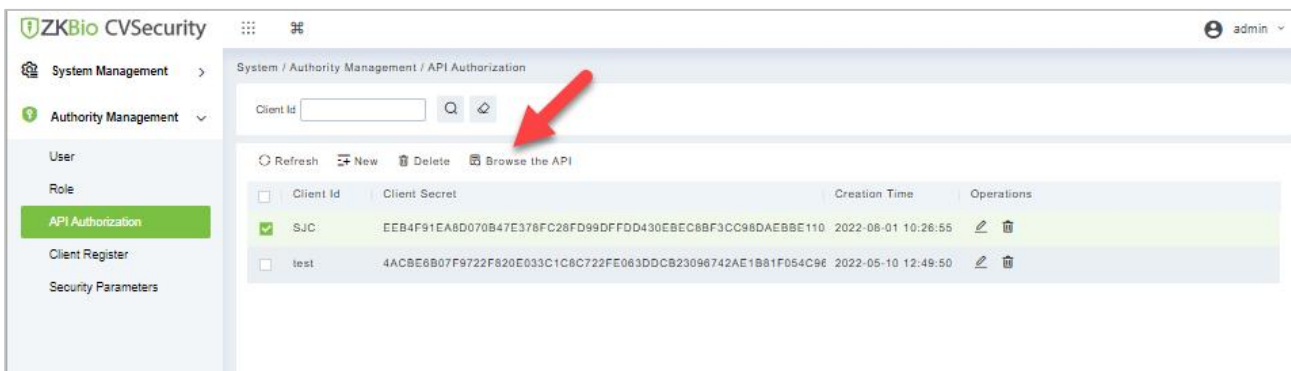 ZKBio CVSecurity
admin
System Management
System / Authority Management / API Authorization
Authority Management
Client Id
User
Refresh New Delete Browse the API
Role
Client Id Client Secret Creation Time Operations
API Authorization
SJC EEB4F91EA8D070B47E378FC28FD99DFFDD430EBEC8BF3CC98DAEBBE110 2022-08-01 10:26:55
Client Register
test 4ACBE6B07F9722F820E033C1C8C722FE063DDCB23096742AE1B81F054C96 2022-05-10 12:49:50
Security Parameters